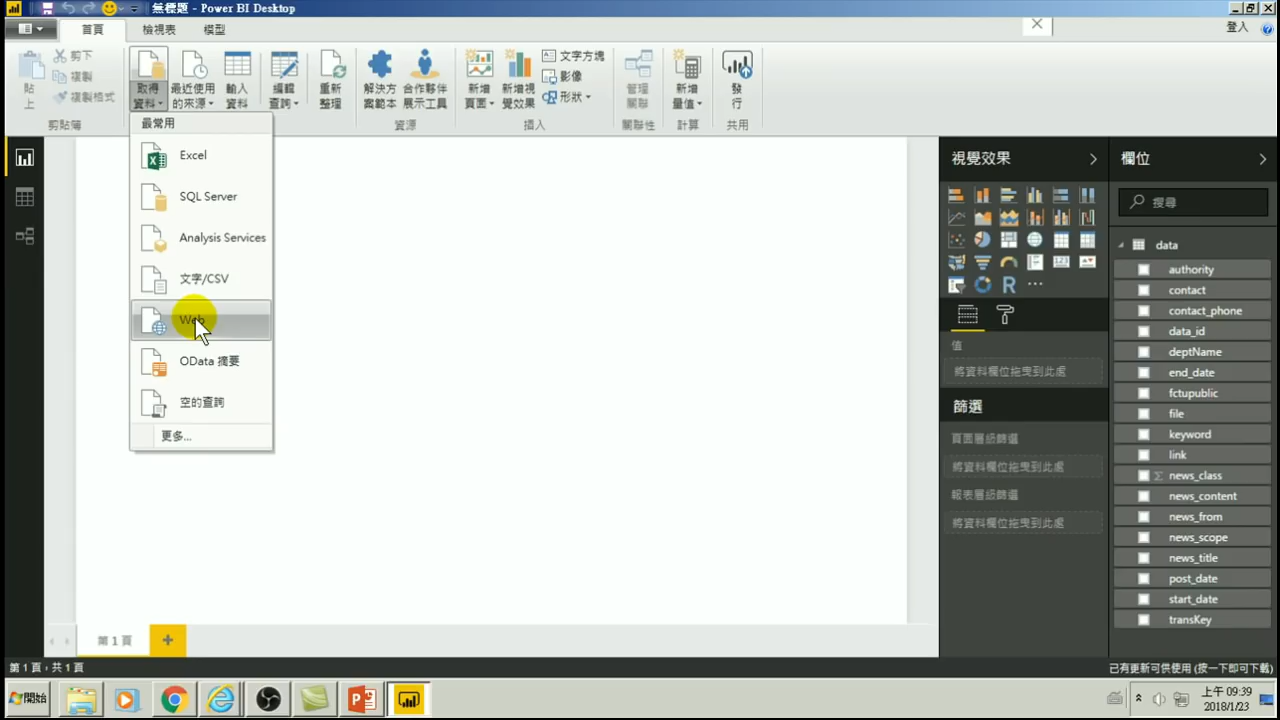 無標題 - Power BI Desktop
首頁 檢視表 模型 登入
剪下
複製
複製格式
貼上
剪貼簿
取得資料
最近使用的來源
輸入資料
編輯查詢
重新整理
解決方案範本
合作夥伴展示工具
資源
新增頁面
新增視覺效果
文字方塊
影像
形狀
插入
管理關聯
關聯性
新增量值
計算
發行
共用
最常用
Excel
SQL Server
Analysis Services
文字/CSV
Web
OData 摘要
空的查詢
更多...
視覺效果
R
值
將資料欄位拖曳到此處
篩選
頁面層級篩選
將資料欄位拖曳到此處
報表層級篩選
將資料欄位拖曳到此處
欄位
搜尋
data
authority
contact
contact_phone
data_id
deptName
end_date
fctupublic
file
keyword
link
Σ news_class
news_content
news_from
news_scope
news_title
post_date
start_date
transKey
第 1 頁
第 1 頁，共 1 頁
已有更新可供使用 (按一下即可下載)
開始
上午 09:39
2018/1/23